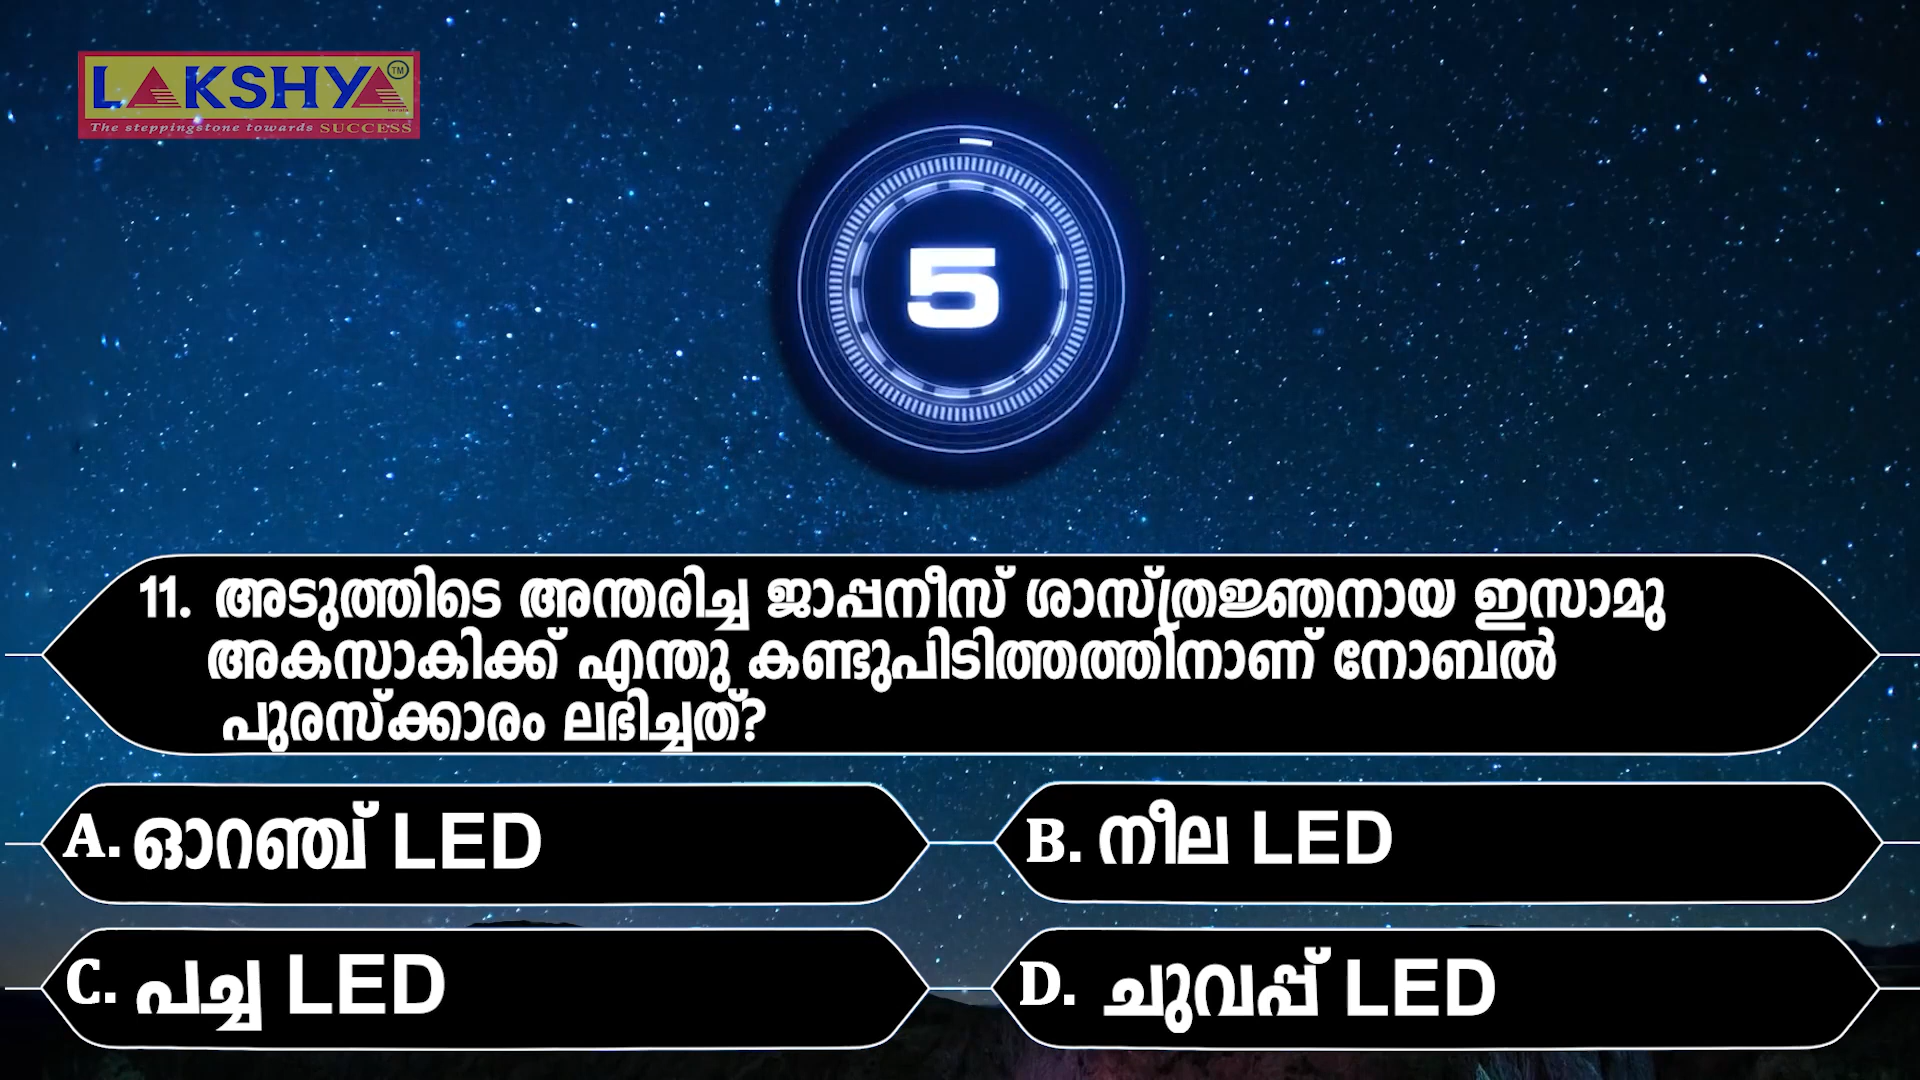 LAKSHYA TM
The steppingstone towards SUCCESS
5
11. അടുത്തിടെ അന്തരിച്ച ജാപ്പനീസ് ശാസ്ത്രജ്ഞനായ ഇസാമു
അകസാകിക്ക് എന്തു കണ്ടുപിടിത്തത്തിനാണ് നോബൽ
പുരസ്ക്കാരം ലഭിച്ചത്?
A. ഓറഞ്ച് LED
B. നീല LED
C. പച്ച LED
D. ചുവപ്പ് LED